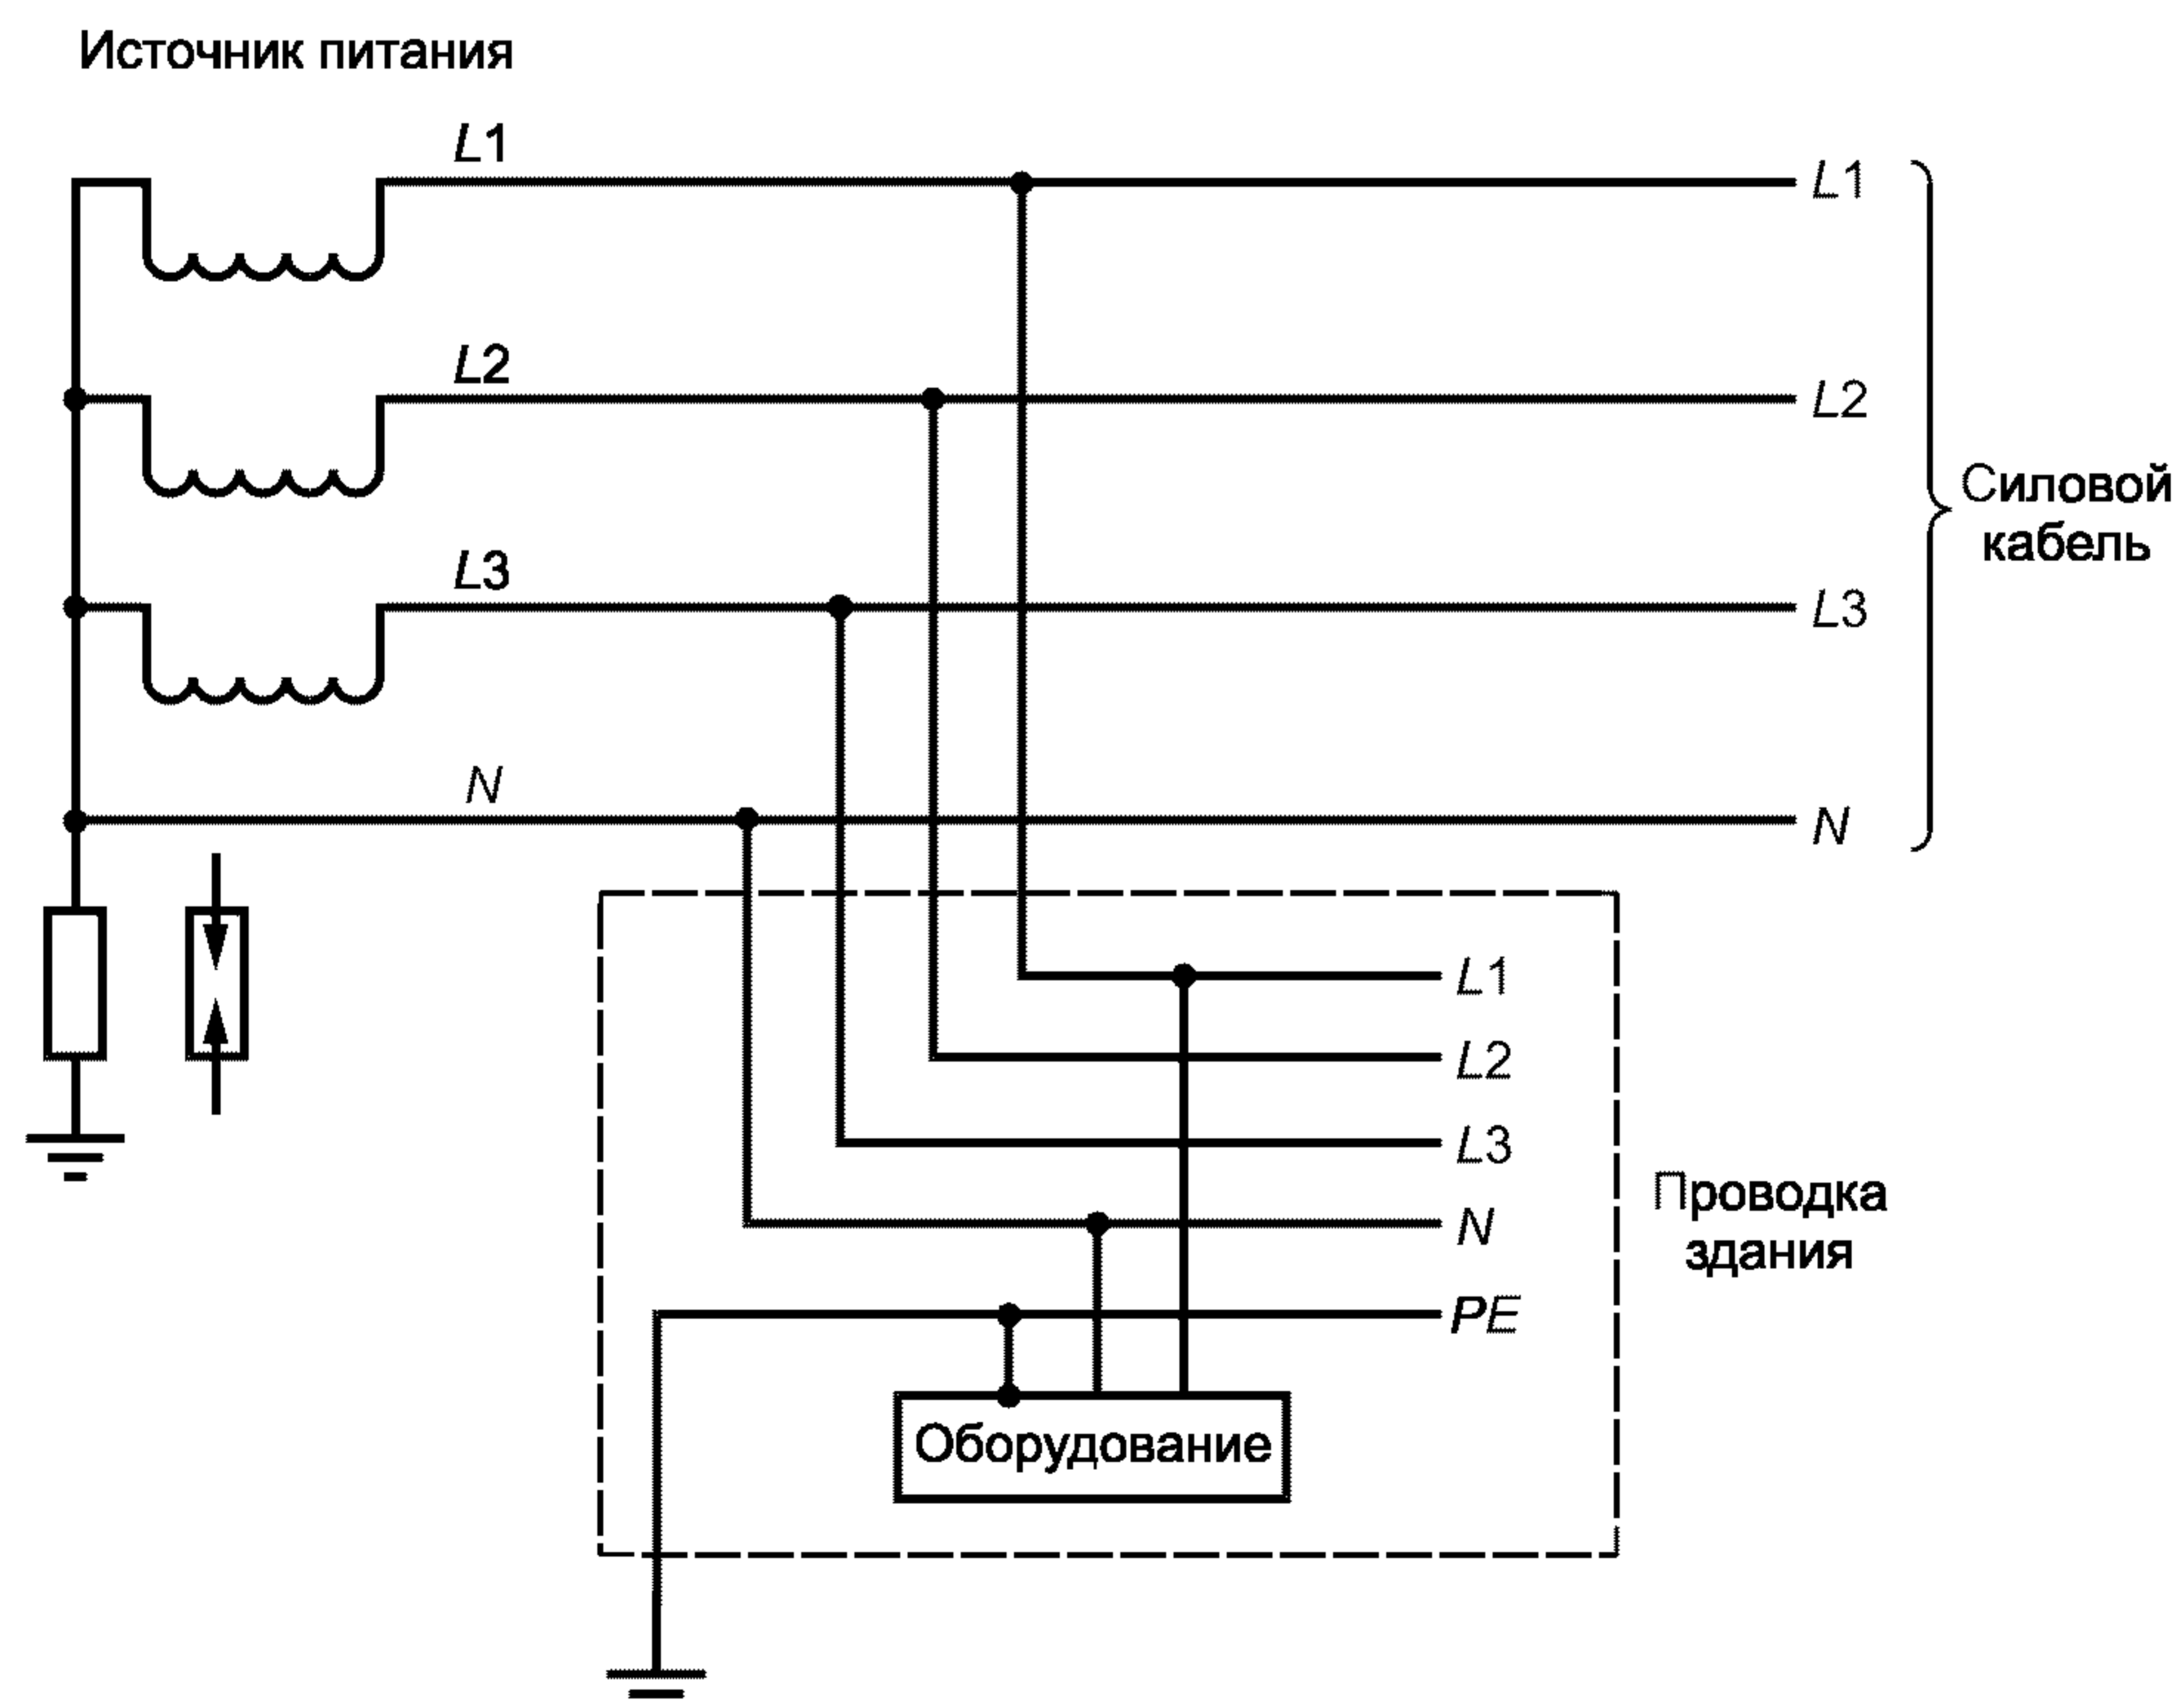 Источник питания
L1
L1
L2
L2
Силовой
кабель
L3
L3
N
N
L1
L2
L3
N
Проводка
здания
PE
Оборудование